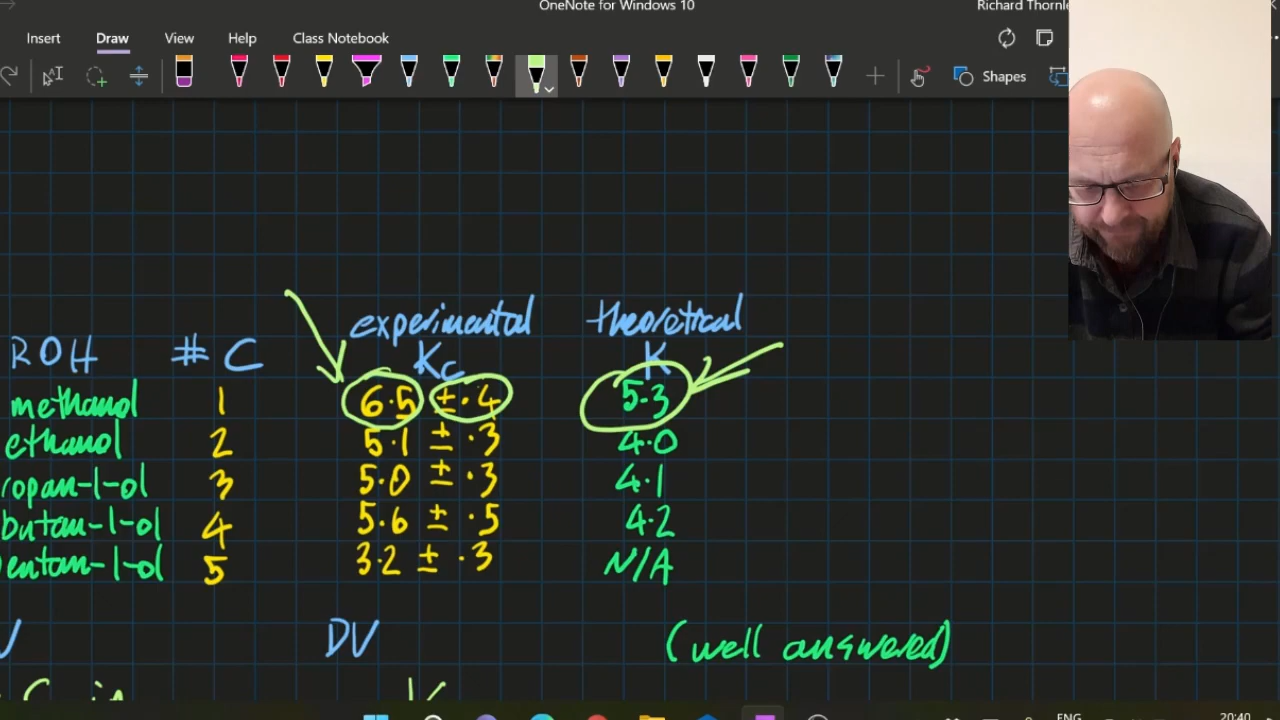 OneNote for Windows 10
Richard Thornle
Insert Draw View Help Class Notebook
Shapes
experimental theoretical
ROH # C Kc K
methanol 1 6.5 ± .4 5.3
ethanol 2 5.1 ± .3 4.0
ropan-1-ol 3 5.0 ± .3 4.1
butan-1-ol 4 5.6 ± .5 4.2
entan-1-ol 5 3.2 ± .3 N/A
DV (well answered)
ENG 20:40